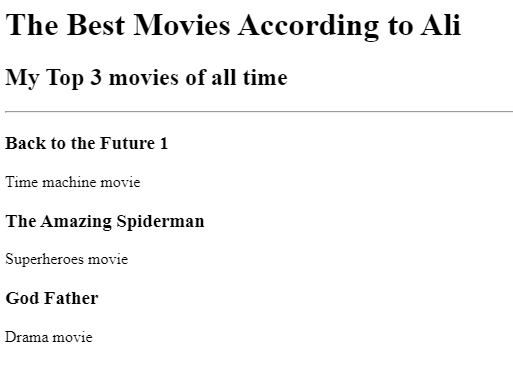 The Best Movies According to Ali
My Top 3 movies of all time
Back to the Future 1
Time machine movie
The Amazing Spiderman
Superheroes movie
God Father
Drama movie